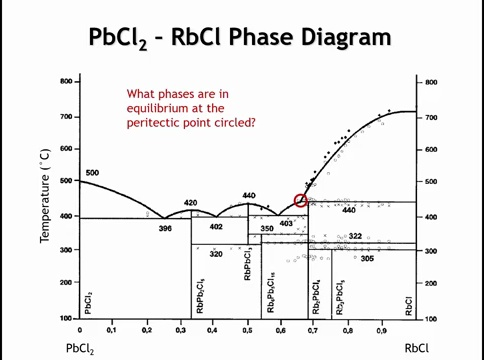 PbCl2 – RbCl Phase Diagram
What phases are in
equilibrium at the
peritectic point circled?
Temperature (°C)
800
700
600
500
400
300
200
100
800
700
600
500
400
300
200
100
500
420
440
396
402
403
350
320
440
322
305
PbCl2
RbPb2Cl5
RbPbCl3
Rb2PbCl4
RbCl
0 0,1 0,2 0,3 0,4 0,5 0,6 0,7 0,8 0,9
PbCl2
RbCl